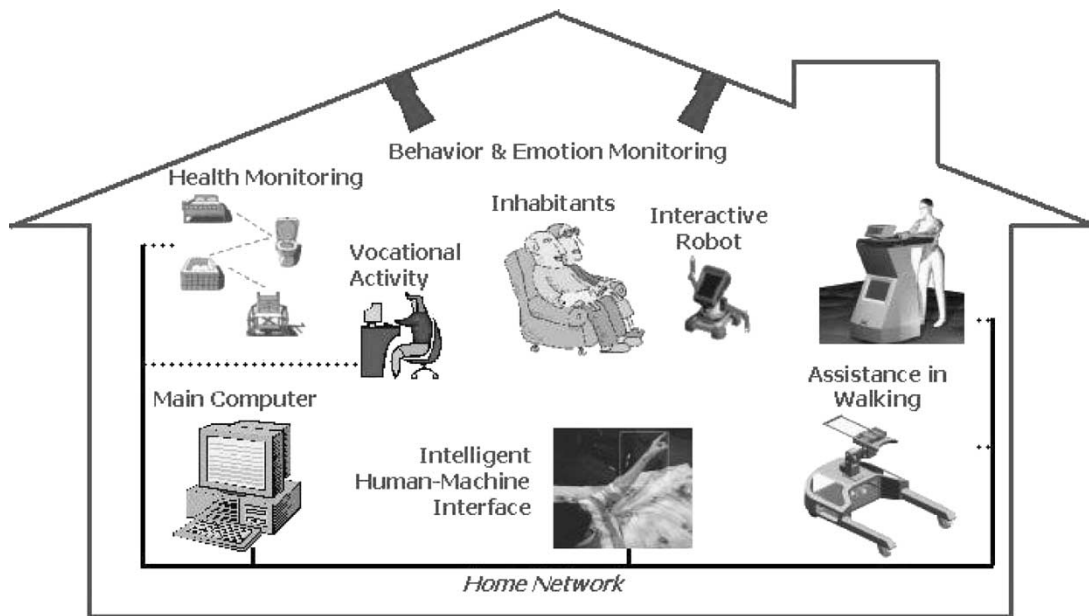 Behavior & Emotion Monitoring
Health Monitoring
Inhabitants
Interactive
Robot
Vocational
Activity
Main Computer
Assistance in
Walking
Intelligent
Human-Machine
Interface
Home Network